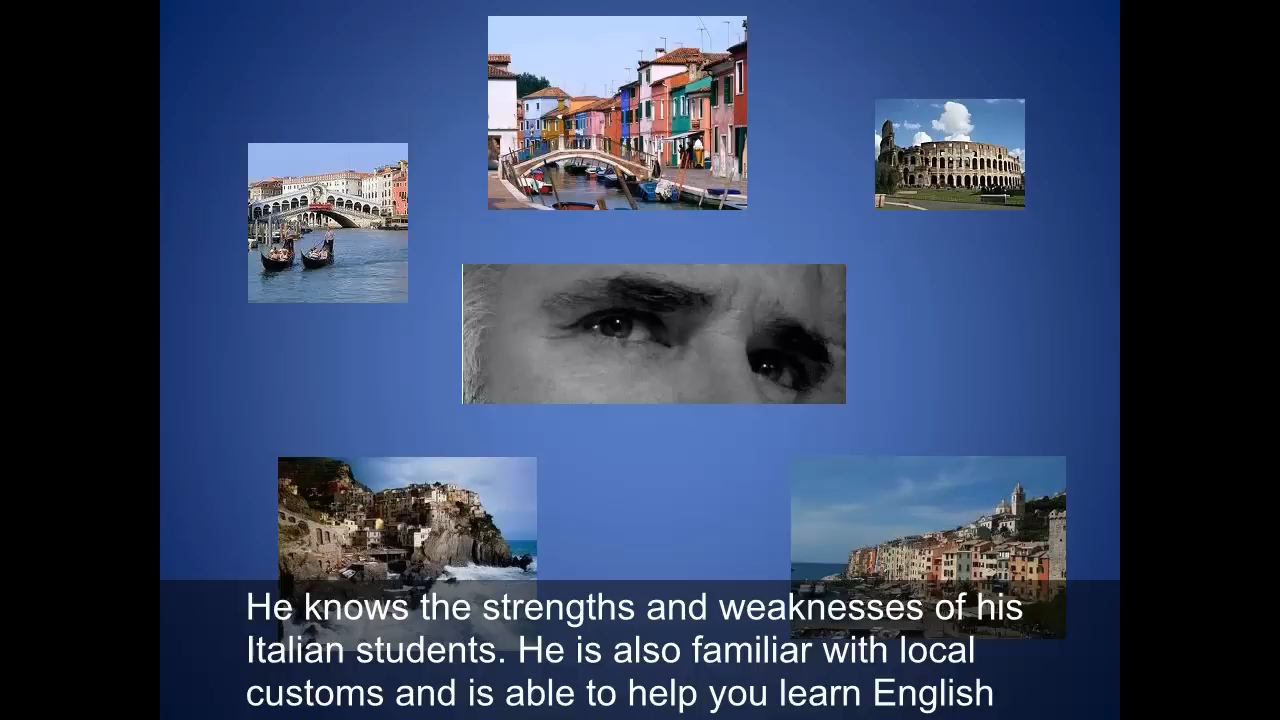 He knows the strengths and weaknesses of his
Italian students. He is also familiar with local
customs and is able to help you learn English